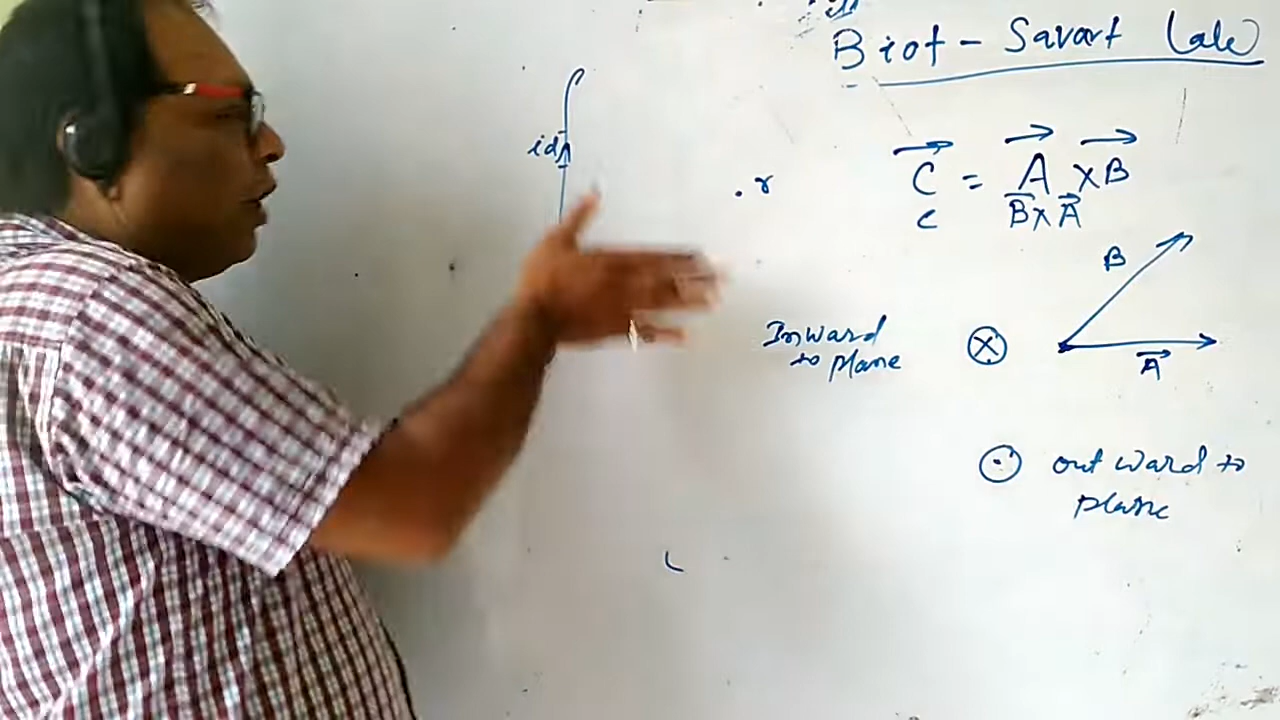 Biot - Savart Law
idl
. r
C = A × B
C B × A
B
A
Inward
to plane
⊗
⊙ out ward to
plane